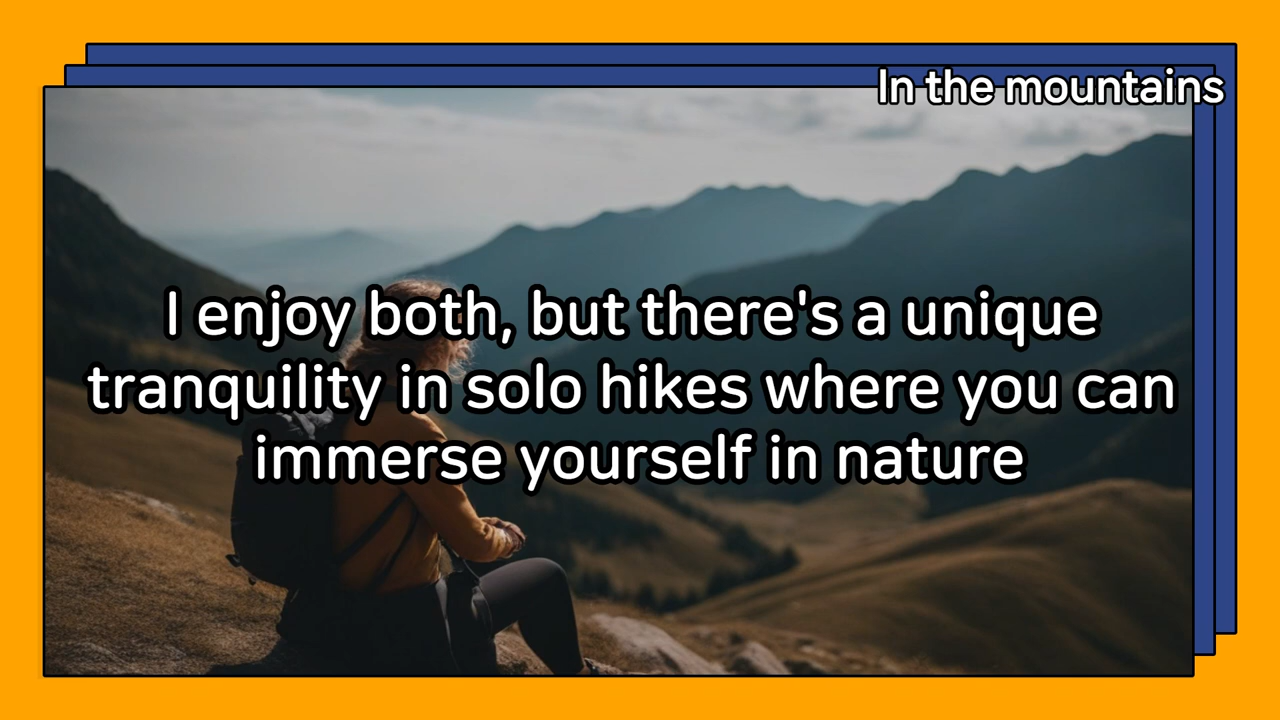 In the mountains
I enjoy both, but there's a unique
tranquility in solo hikes where you can
immerse yourself in nature